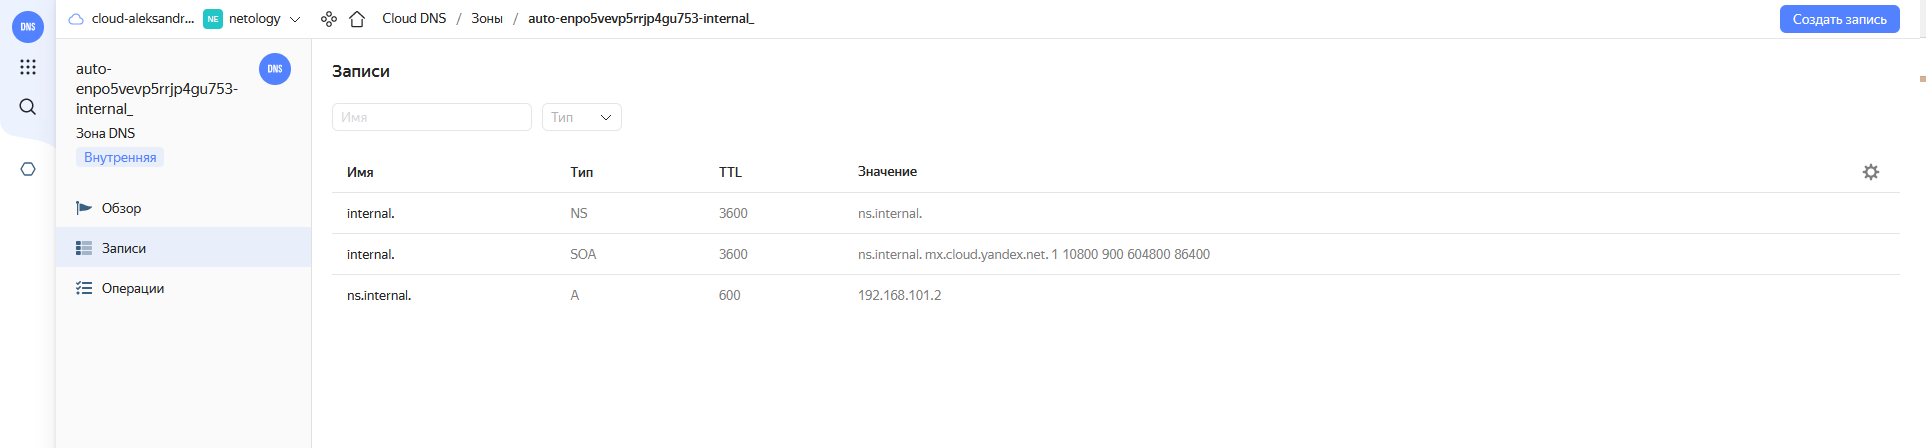 DNS
cloud-aleksandr... NE netology Cloud DNS / Зоны / auto-enpo5vevp5rrjp4gu753-internal_ Создать запись
auto-
enpo5vevp5rrjp4gu753-
internal_
DNS
Зона DNS
Внутренняя
Обзор
Записи
Операции
Записи
Имя Тип
Имя Тип TTL Значение
internal. NS 3600 ns.internal.
internal. SOA 3600 ns.internal. mx.cloud.yandex.net. 1 10800 900 604800 86400
ns.internal. A 600 192.168.101.2